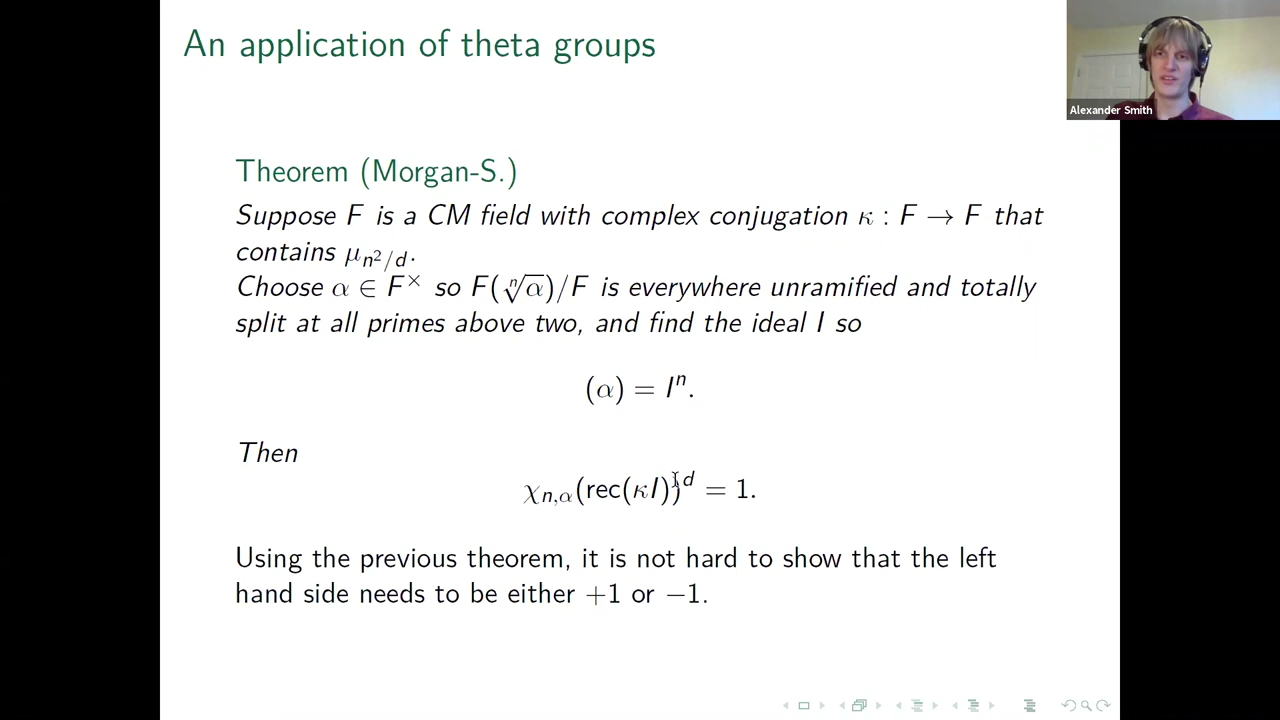 An application of theta groups
Alexander Smith
Theorem (Morgan-S.)
Suppose F is a CM field with complex conjugation κ : F → F that
contains μ_{n²/d}.
Choose α ∈ F^× so F(ⁿ√α)/F is everywhere unramified and totally
split at all primes above two, and find the ideal I so
(α) = Iⁿ.
Then
χ_{n,α}(rec(κI))^d = 1.
Using the previous theorem, it is not hard to show that the left
hand side needs to be either +1 or −1.